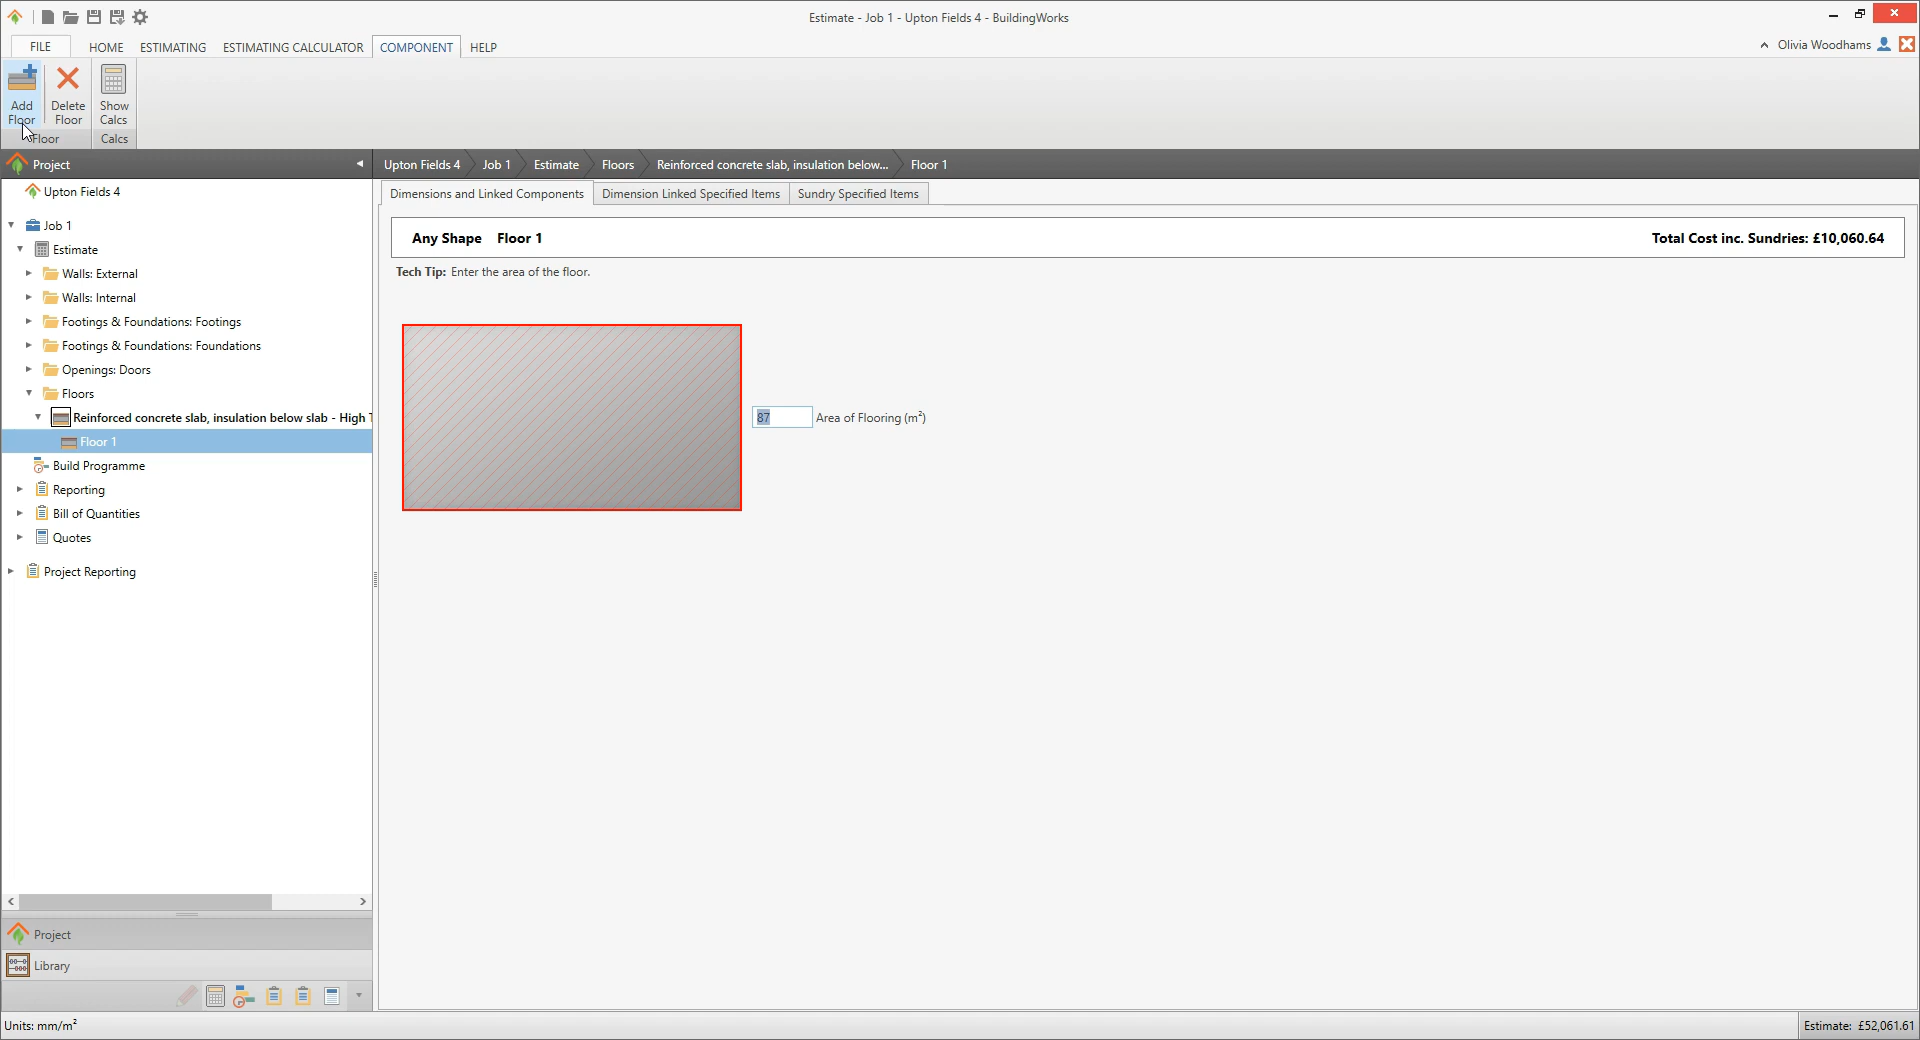 Estimate - Job 1 - Upton Fields 4 - BuildingWorks
FILE HOME ESTIMATING ESTIMATING CALCULATOR COMPONENT HELP
Olivia Woodhams
Add Floor
Delete Floor
Show Calcs
Floor
Calcs
Project
Upton Fields 4 Job 1 Estimate Floors Reinforced concrete slab, insulation below... Floor 1
Upton Fields 4
Job 1
Estimate
Walls: External
Walls: Internal
Footings & Foundations: Footings
Footings & Foundations: Foundations
Openings: Doors
Floors
Reinforced concrete slab, insulation below slab - High
Floor 1
Build Programme
Reporting
Bill of Quantities
Quotes
Project Reporting
Dimensions and Linked Components Dimension Linked Specified Items Sundry Specified Items
Any Shape Floor 1 Total Cost inc. Sundries: £10,060.64
Tech Tip: Enter the area of the floor.
87 Area of Flooring (m²)
Project
Library
Units: mm/m²
Estimate: £52,061.61